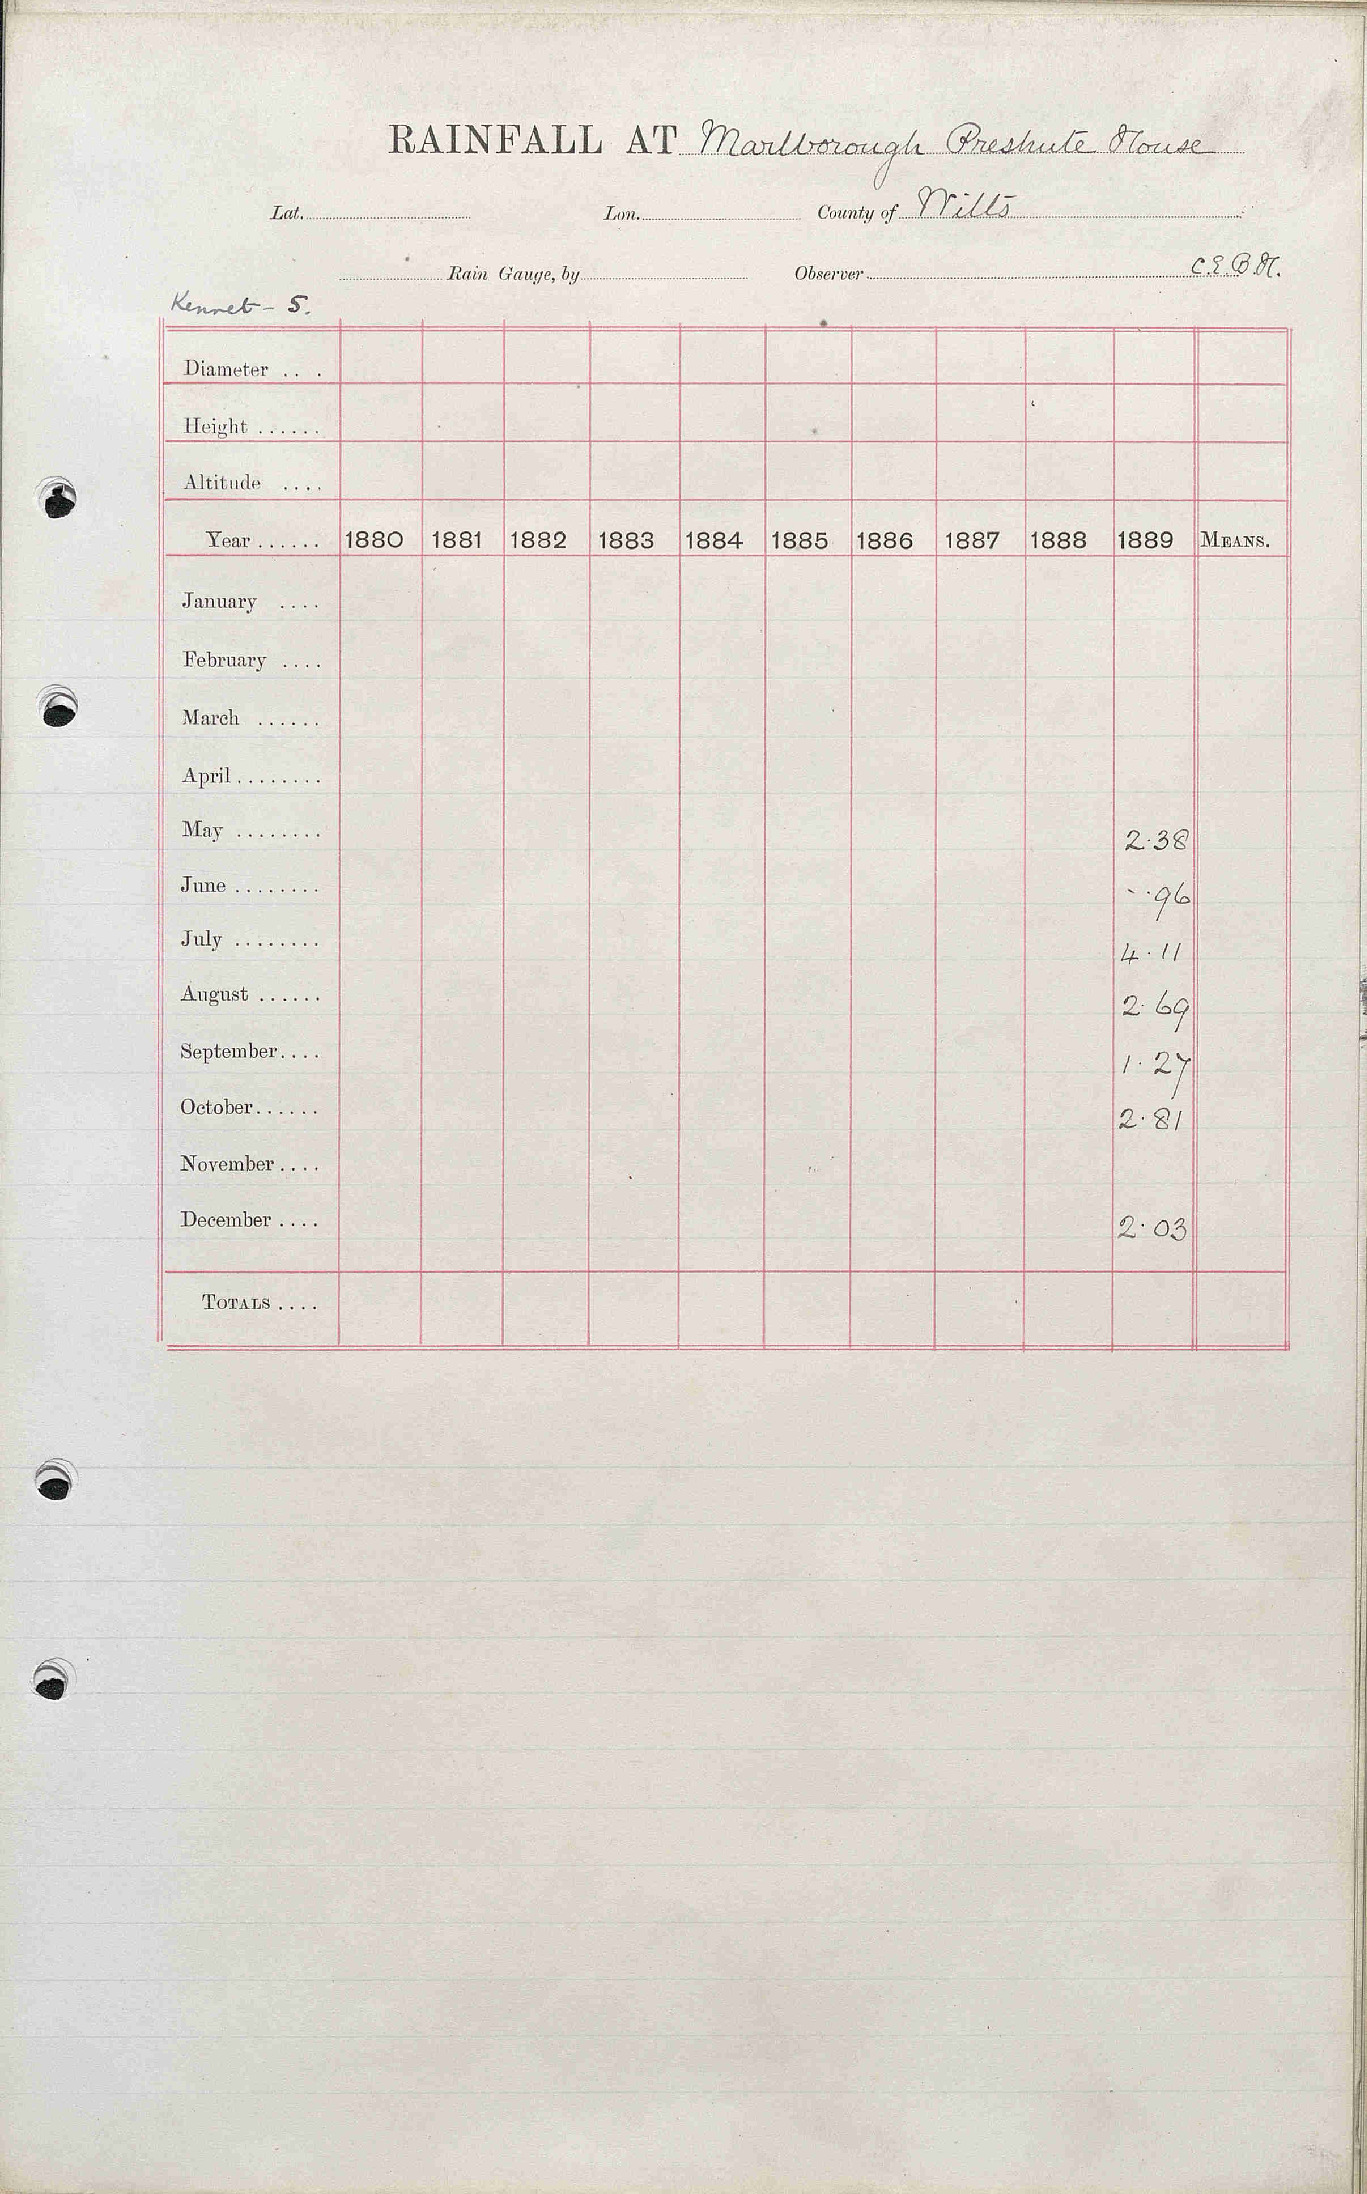 RAINFALL AT Marlborough Preshute House
Lat. Lon. County of Wilts
Rain Gauge, by Observer C.E.B.H.
Kennet - 5.
Diameter . . .
Height . . . . . .
Altitude . . . .
Year . . . . . . 1880 1881 1882 1883 1884 1885 1886 1887 1888 1889 MEANS.
January . . . .
February . . . .
March . . . . . .
April . . . . . . . .
May . . . . . . . . 2.38
June . . . . . . . . - .96
July . . . . . . . . 4.11
August . . . . . . 2.69
September. . . . 1.27
October. . . . . . 2.81
November . . . .
December . . . . 2.03
TOTALS . . . .